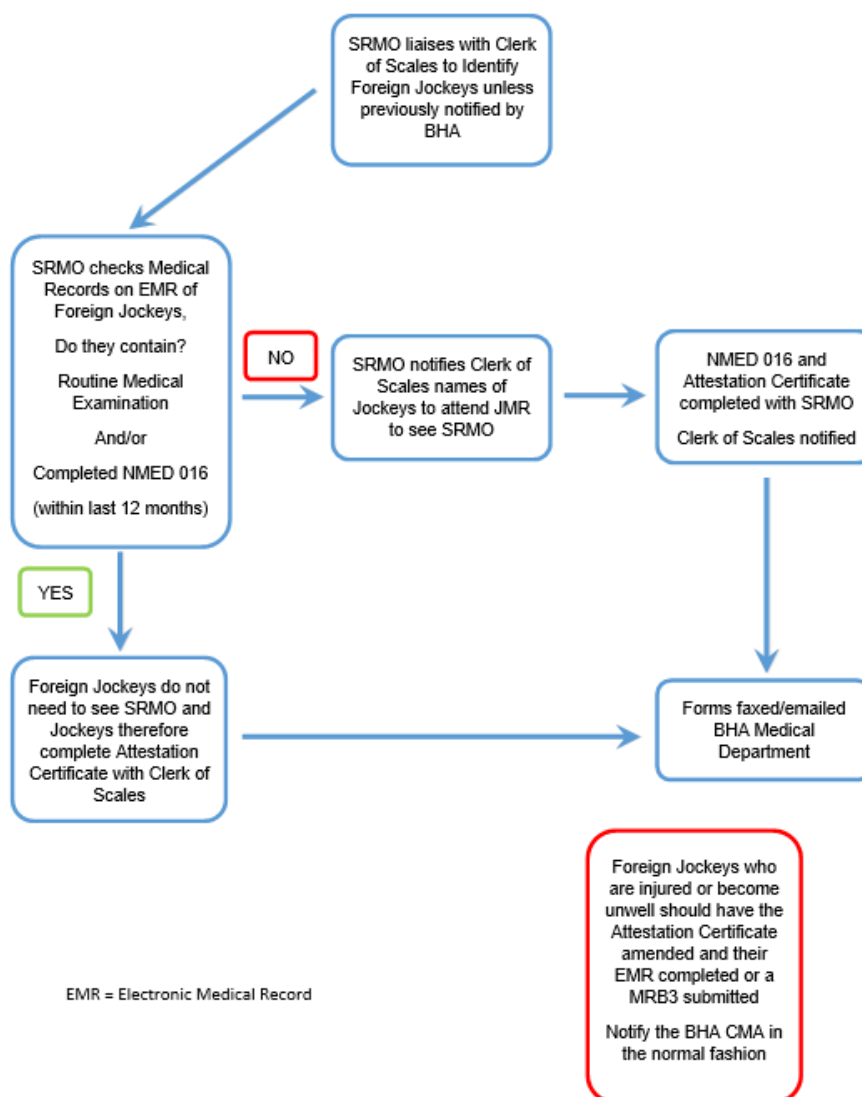 SRMO liaises with Clerk
of Scales to Identify
Foreign Jockeys unless
previously notified by
BHA
SRMO checks Medical
Records on EMR of
Foreign Jockeys,
Do they contain?
Routine Medical
Examination
And/or
Completed NMED 016
(within last 12 months)
NO
SRMO notifies Clerk of
Scales names of
Jockeys to attend JMR
to see SRMO
NMED 016 and
Attestation Certificate
completed with SRMO
Clerk of Scales notified
YES
Foreign Jockeys do not
need to see SRMO and
Jockeys therefore
complete Attestation
Certificate with Clerk of
Scales
Forms faxed/emailed
BHA Medical
Department
Foreign Jockeys who
are injured or become
unwell should have the
Attestation Certificate
amended and their
EMR completed or a
MRB3 submitted
Notify the BHA CMA in
the normal fashion
EMR = Electronic Medical Record